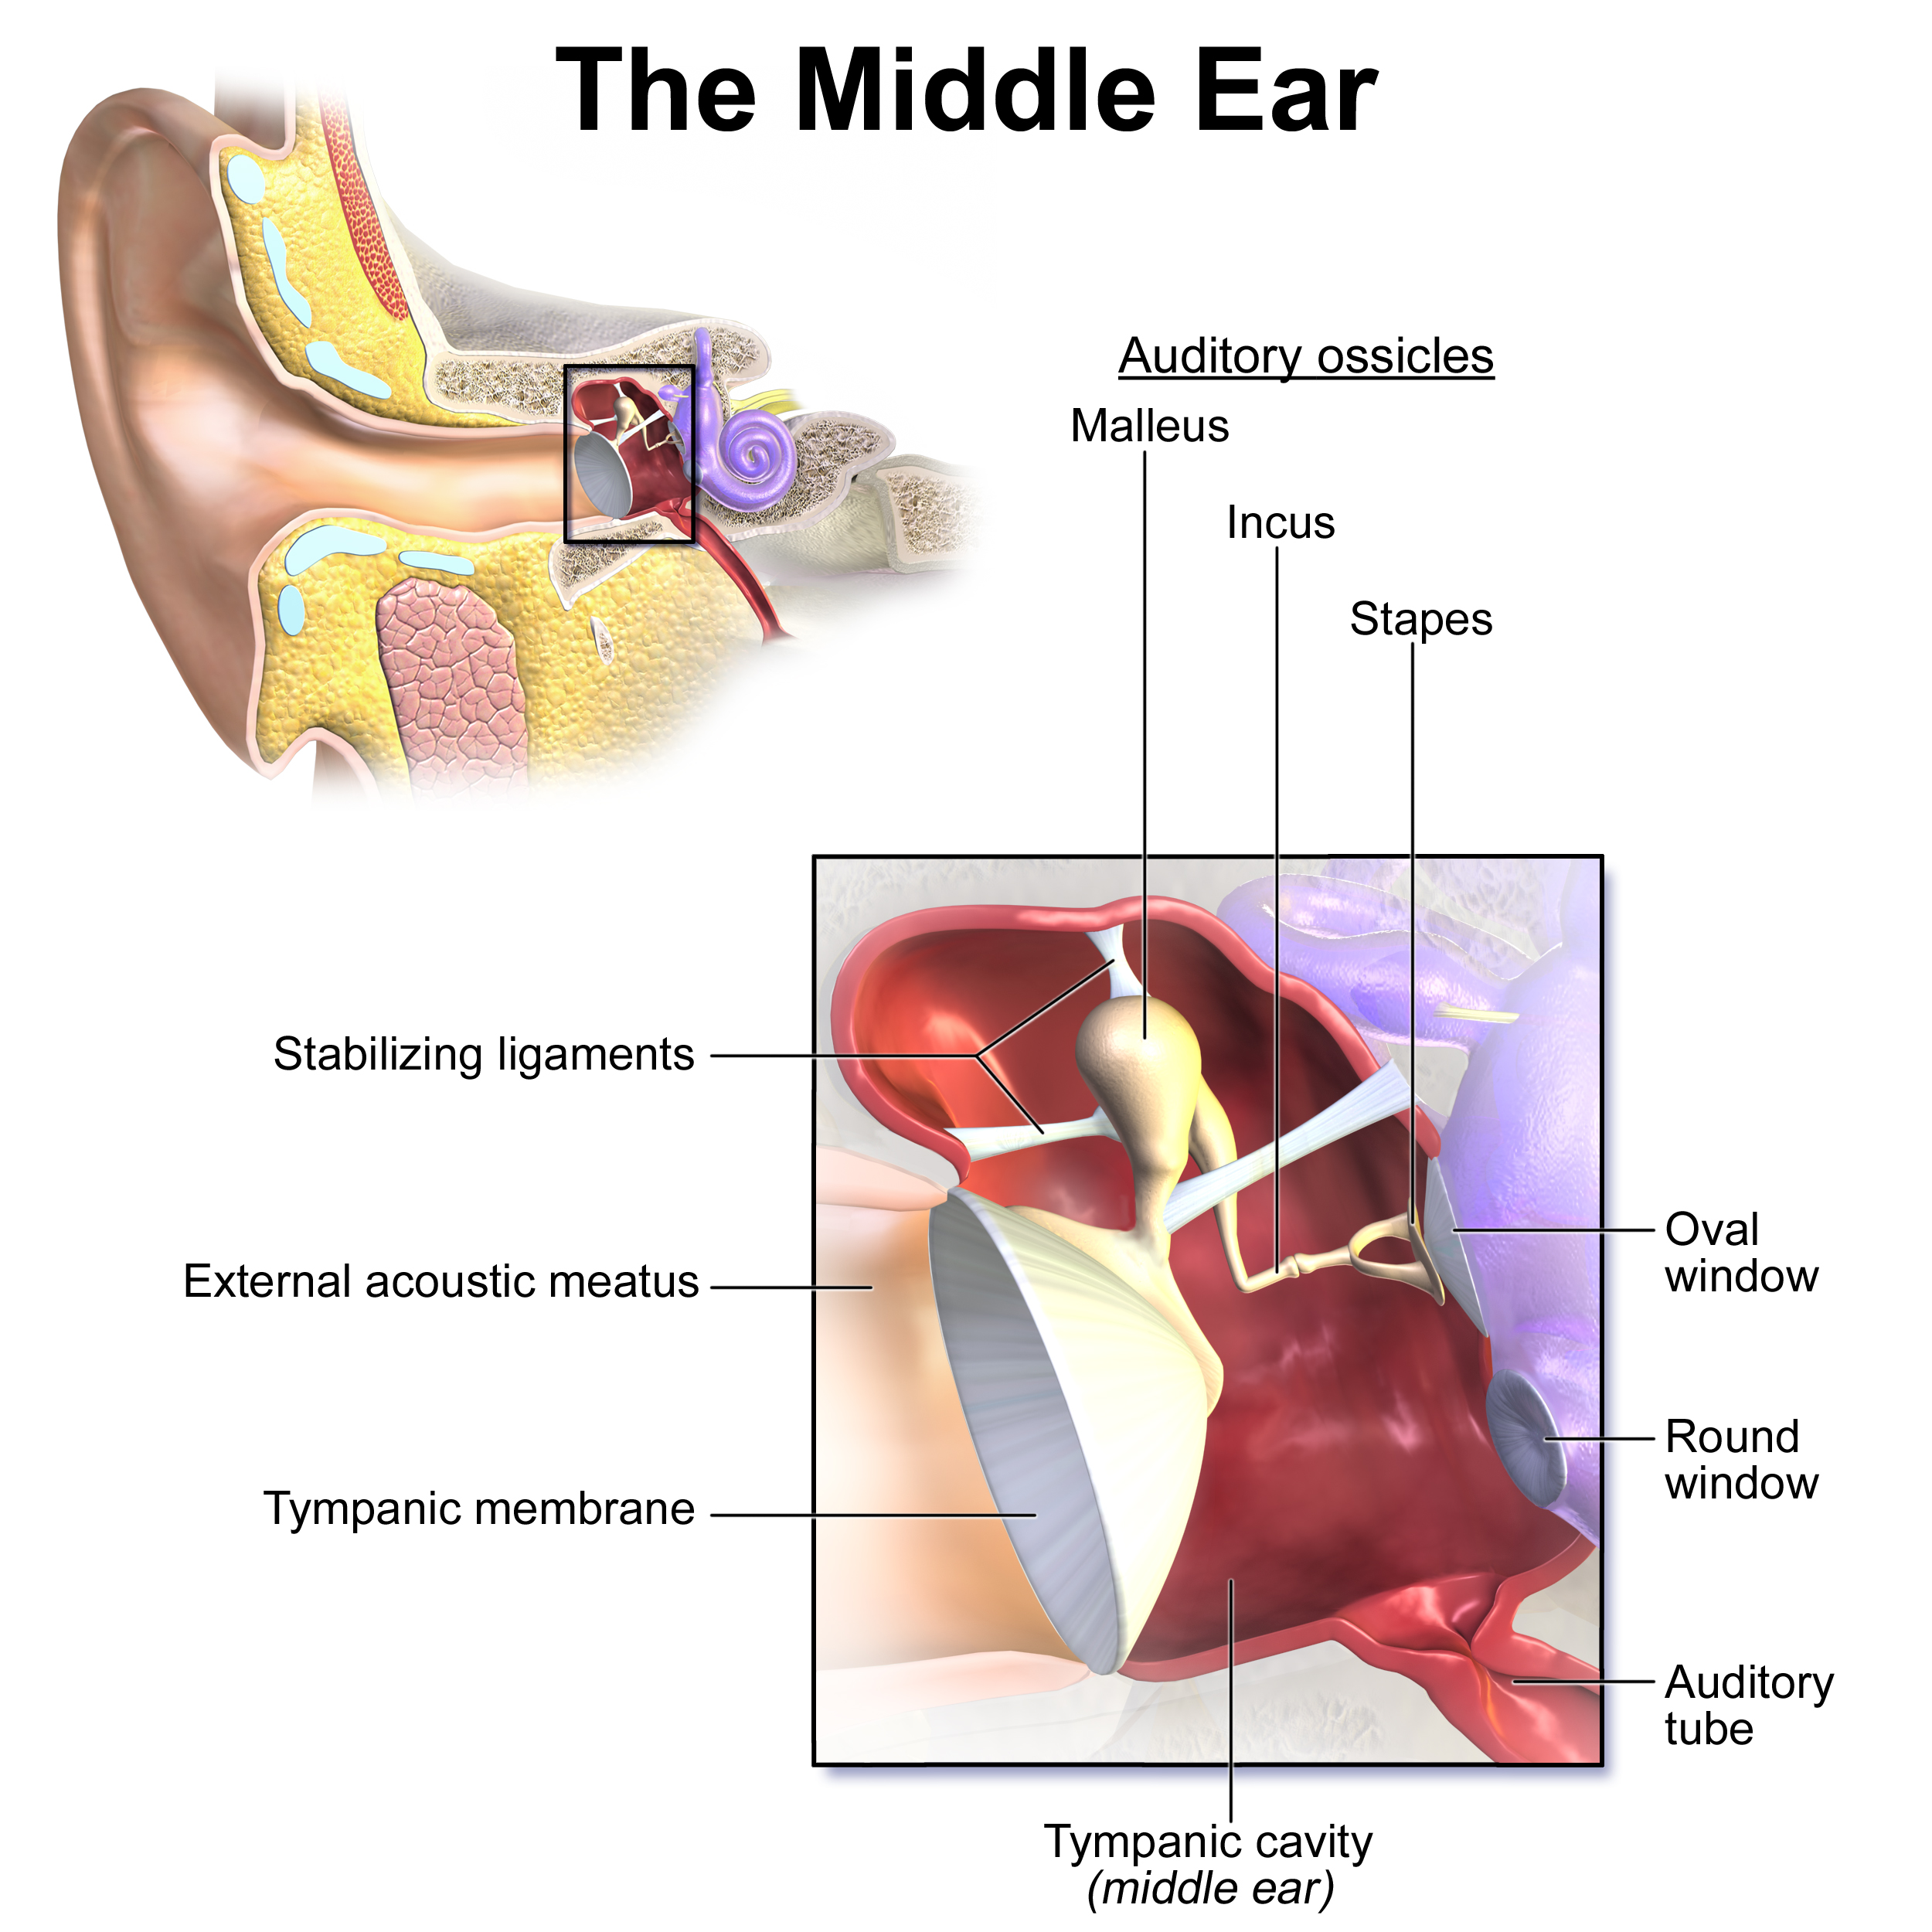 The Middle Ear
Auditory ossicles
Malleus
Incus
Stapes
Stabilizing ligaments
External acoustic meatus
Tympanic membrane
Oval
window
Round
window
Auditory
tube
Tympanic cavity
(middle ear)